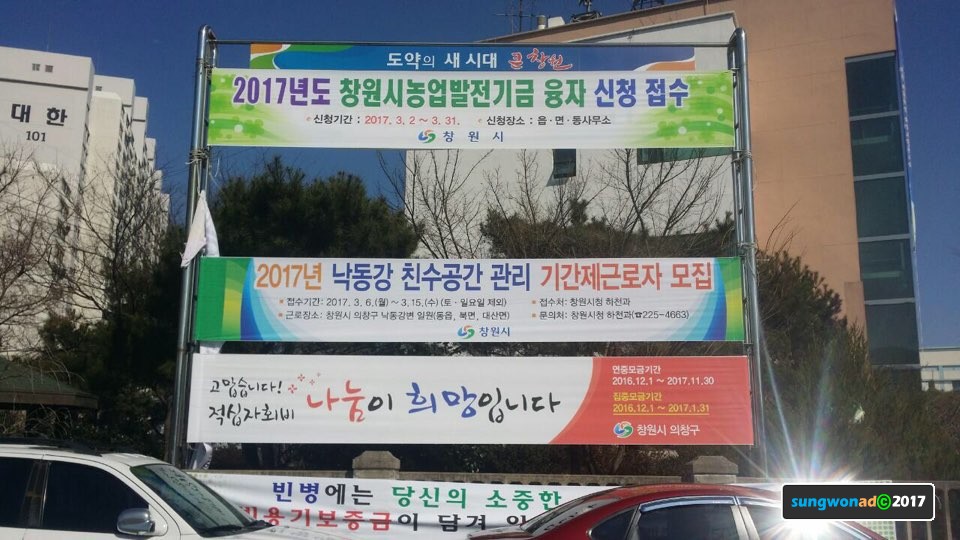 대한
101
도약의 새시대 큰창원
2017년도 창원시농업발전기금 융자 신청 접수
• 신청기간 : 2017. 3. 2 ~ 3. 31. • 신청장소 : 읍·면·동사무소
창원시
2017년 낙동강 친수공간 관리 기간제근로자 모집
• 접수기간: 2017. 3. 6.(월) ~ 3.15.(수) (토·일요일 제외) • 접수처: 창원시청 하천과
• 근로장소: 창원시 의창구 낙동강변 일원(동읍, 북면, 대산면) • 문의처: 창원시청 하천과(☎225-4663)
창원시
고맙습니다!
적십자회비
나눔이 희망입니다
연중모금기간
2016.12.1 ~ 2017.11.30
집중모금기간
2016.12.1 ~ 2017.1.31
창원시 의창구
빈병에는 당신의 소중한
용기보증금이 담겨
sungwonad©2017